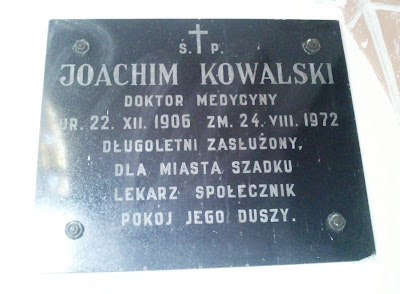 Ś. P.
JOACHIM KOWALSKI
DOKTOR MEDYCYNY
UR. 22. XII. 1906 ZM. 24. VIII. 1972
DŁUGOLETNI ZASŁUŻONY,
DLA MIASTA SZADKU
LEKARZ SPOŁECZNIK
POKÓJ JEGO DUSZY.